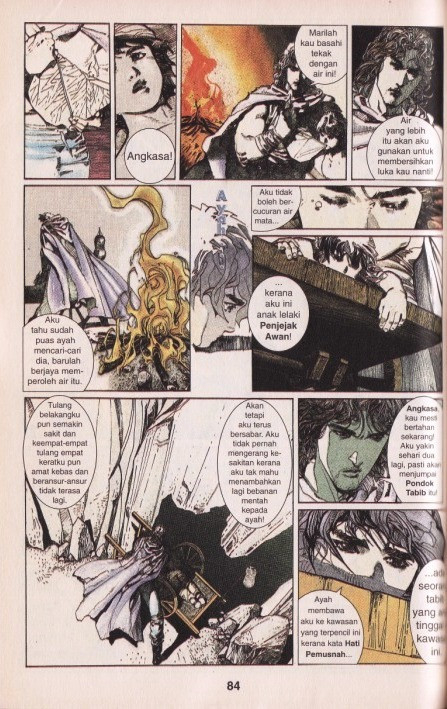 Angkasa!
Marilah
kau basahi
tekak
dengan
air ini!
Air
yang lebih
itu akan aku
gunakan untuk
membersihkan
luka kau nanti!
Aku
tahu sudah
puas ayah
mencari-cari
dia, barulah
berjaya mem-
peroleh air itu.
Aku tidak
boleh ber-
cucuran air
mata...
...
kerana
aku ini
anak lelaki
Penjejak
Awan!
Tulang
belakangku
pun semakin
sakit dan
keempat-empat
tulang empat
keratku pun
amat kebas dan
beransur-ansur
tidak terasa
lagi.
Akan
tetapi
aku terus
bersabar. Aku
tidak pernah
mengerang ke-
sakitan kerana
aku tak mahu
menambahkan
lagi bebanan
mentah
kepada
ayah!
Angkasa,
kau mesti
bertahan
sekarang!
Aku yakin
sehari dua
lagi, pasti akan
menjumpai
Pondok
Tabib itu!
Ayah
membawa
aku ke kawasan
yang terpencil ini
kerana kata Hati
Pemusnah...
...ada
seorang
tabib
yang
tinggal
kawasan
ini.
84